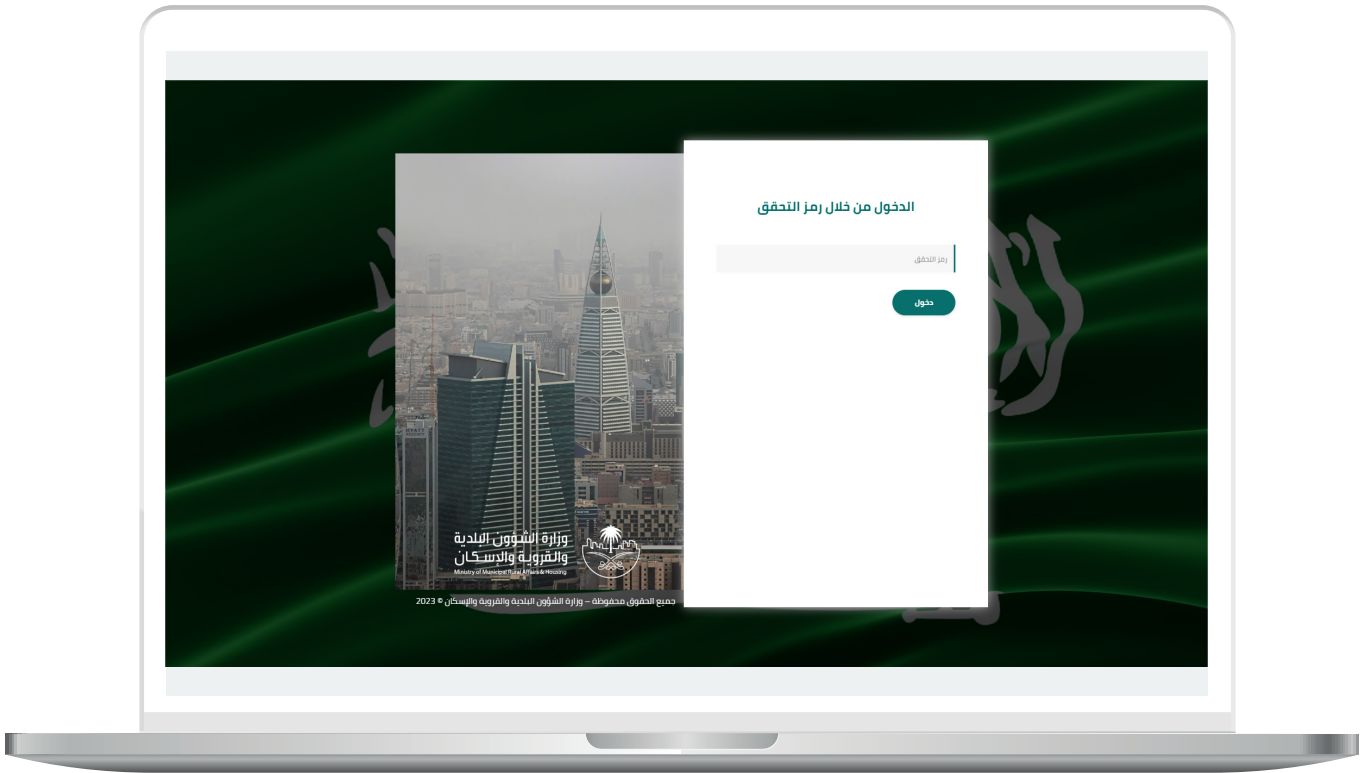 الدخول من خلال رمز التحقق
رمز التحقق
دخول
وزارة الشؤون البلدية
والقروية والإسكان
Ministry of Municipal Rural Affairs & Housing
جميع الحقوق محفوظة – وزارة الشؤون البلدية والقروية والإسكان © 2023